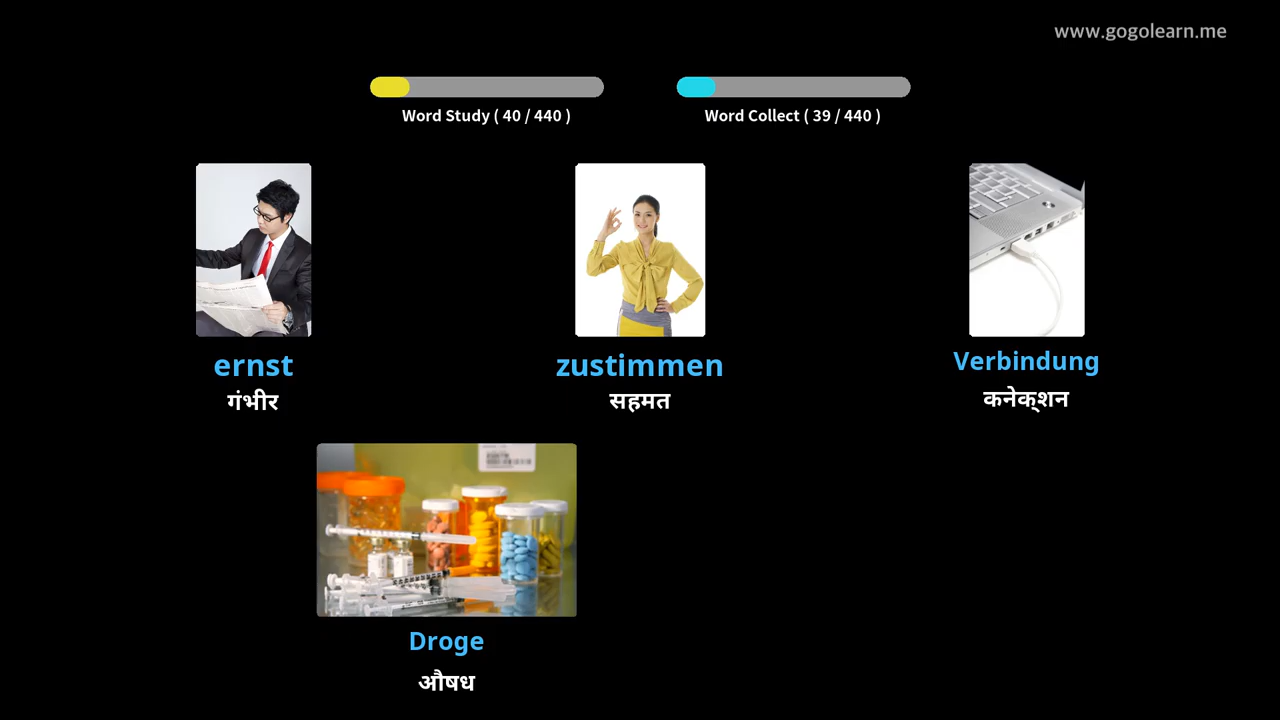 www.gogolearn.me
Word Study ( 40 / 440 )
Word Collect ( 39 / 440 )
ernst
zustimmen
Verbindung
गंभीर
सहमत
कनेक्शन
Droge
औषध